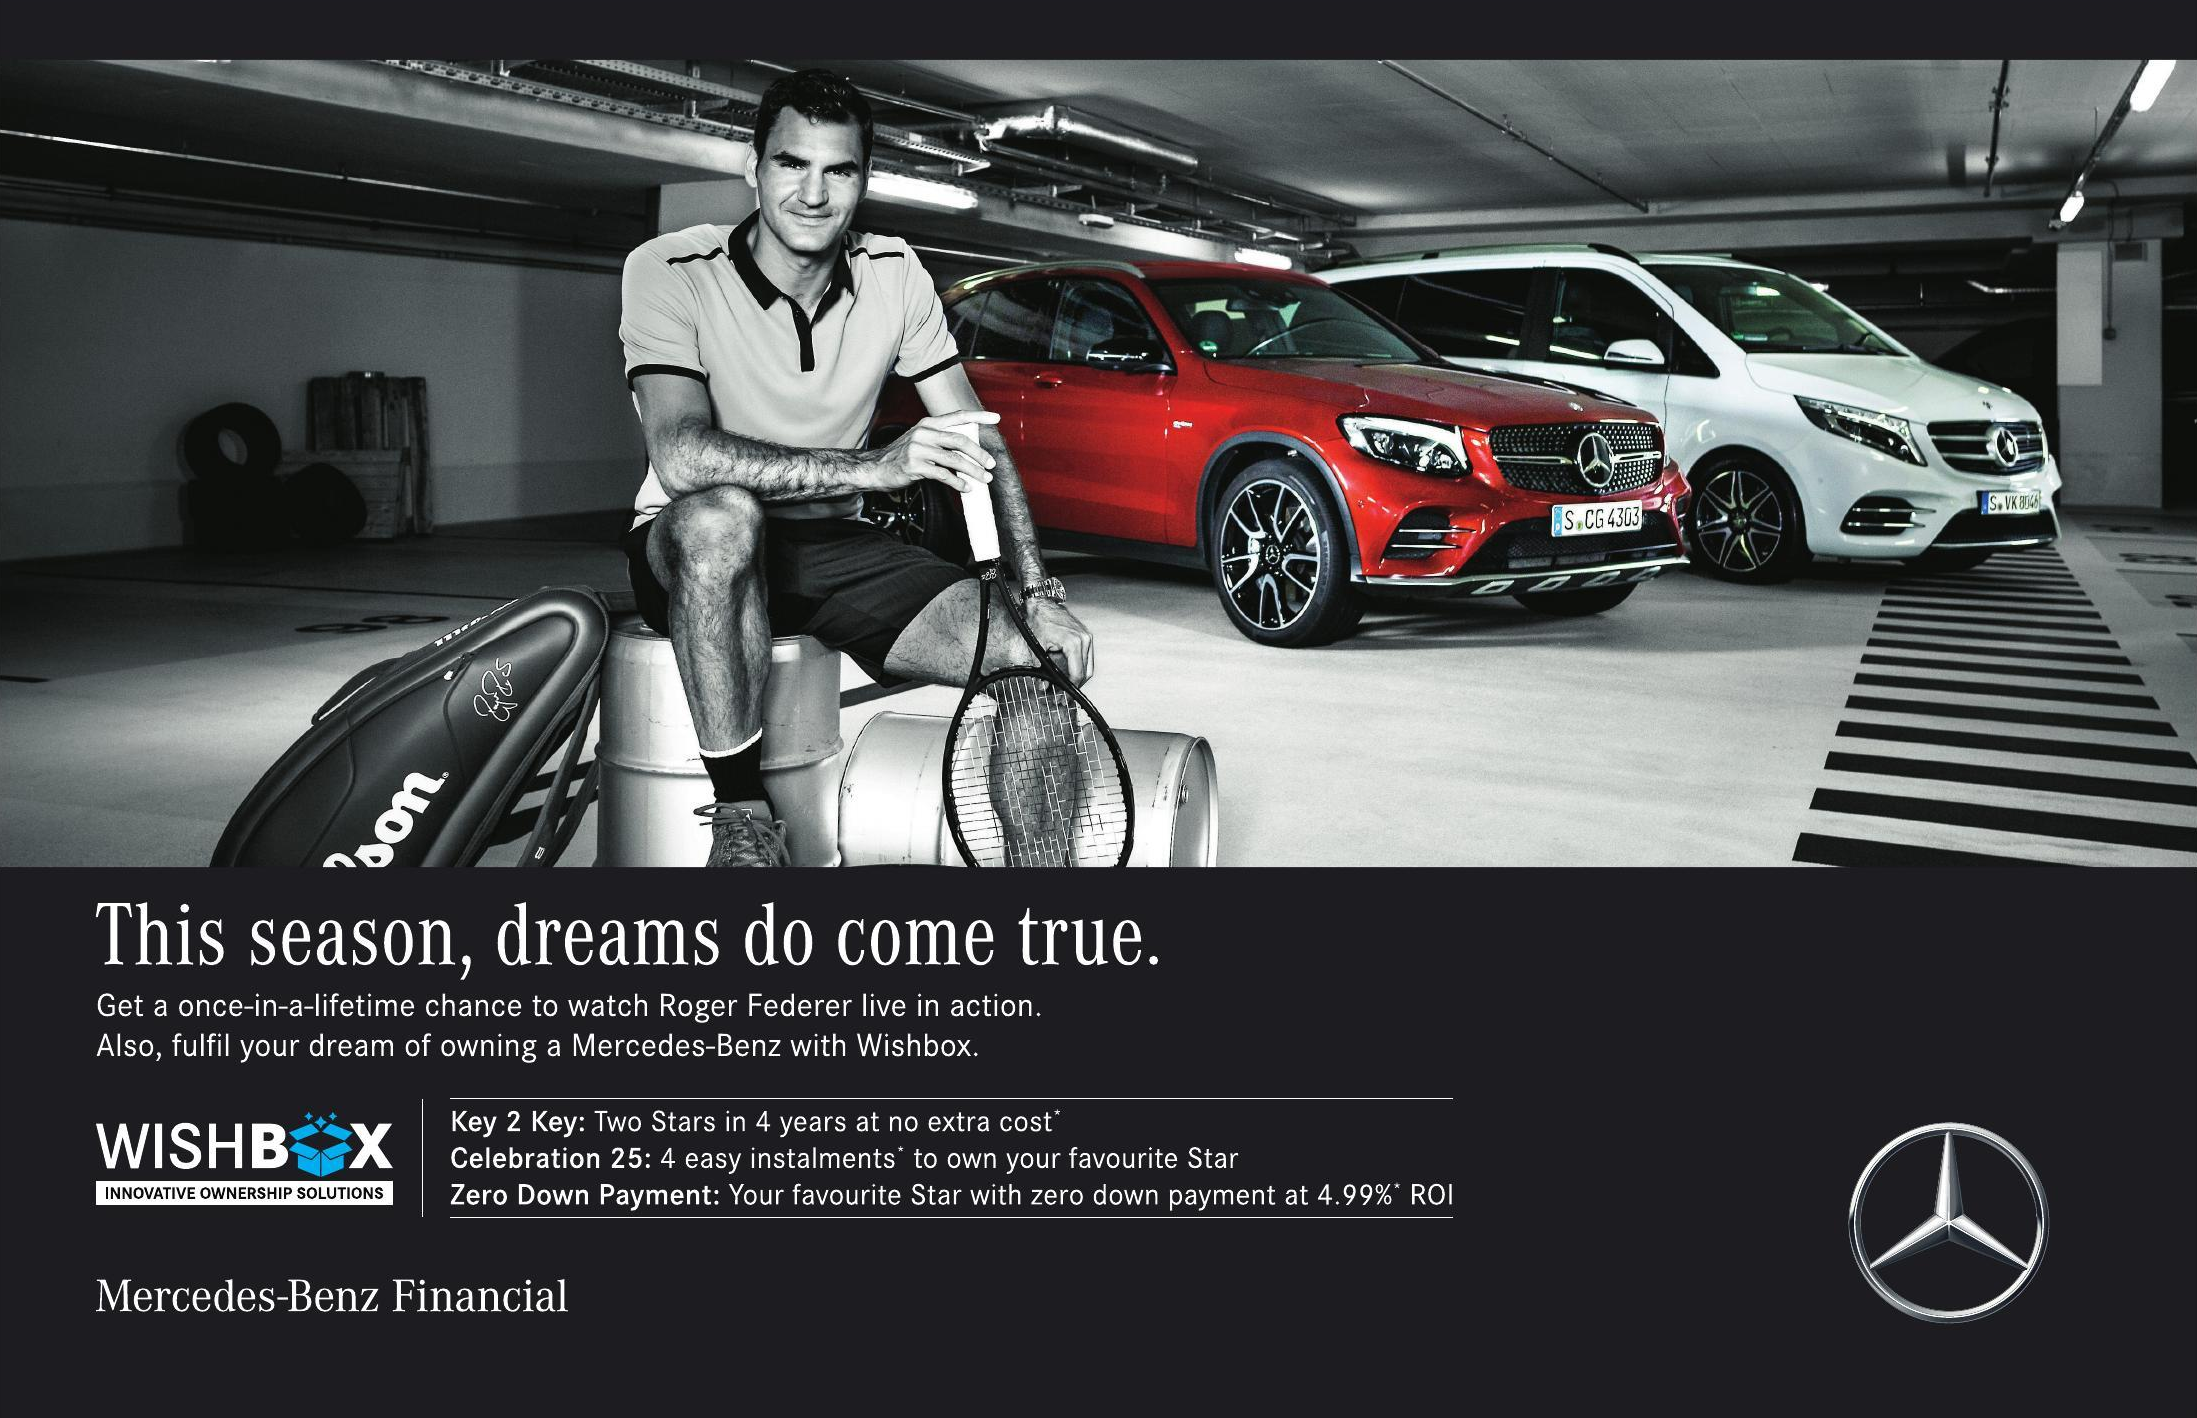 son
S CG 4303
This season, dreams do come true.
Get a once-in-a-lifetime chance to watch Roger Federer live in action.
Also, fulfil your dream of owning a Mercedes-Benz with Wishbox.
WISHBOX
INNOVATIVE OWNERSHIP SOLUTIONS
Key 2 Key: Two Stars in 4 years at no extra cost*
Celebration 25: 4 easy instalments* to own your favourite Star
Zero Down Payment: Your favourite Star with zero down payment at 4.99%* ROI
Mercedes-Benz Financial